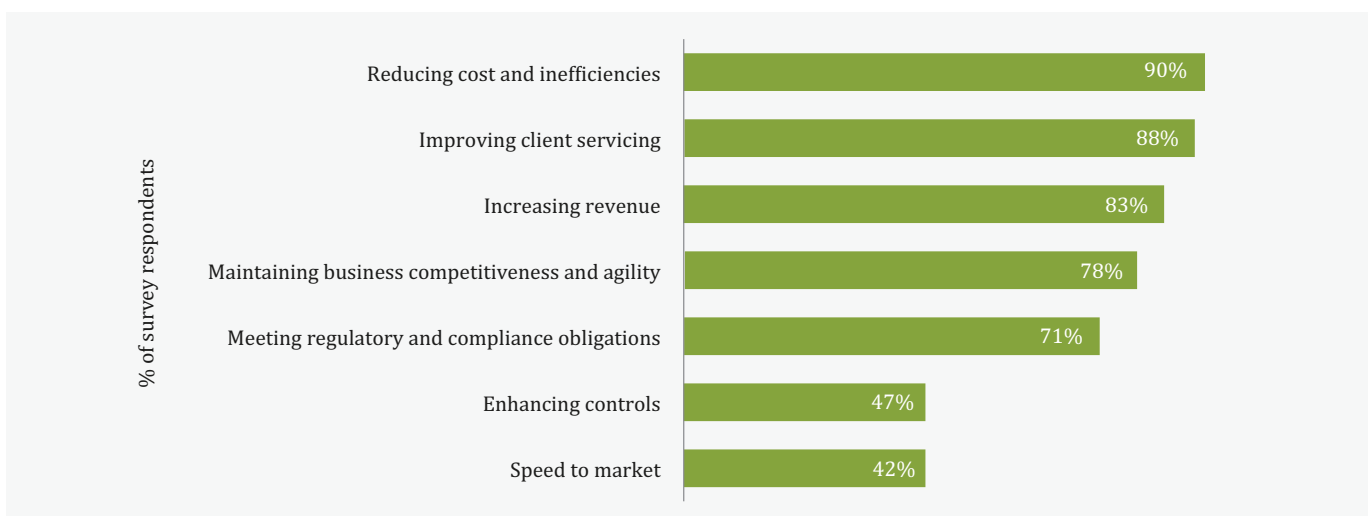 % of survey respondents
Reducing cost and inefficiencies 90%
Improving client servicing 88%
Increasing revenue 83%
Maintaining business competitiveness and agility 78%
Meeting regulatory and compliance obligations 71%
Enhancing controls 47%
Speed to market 42%